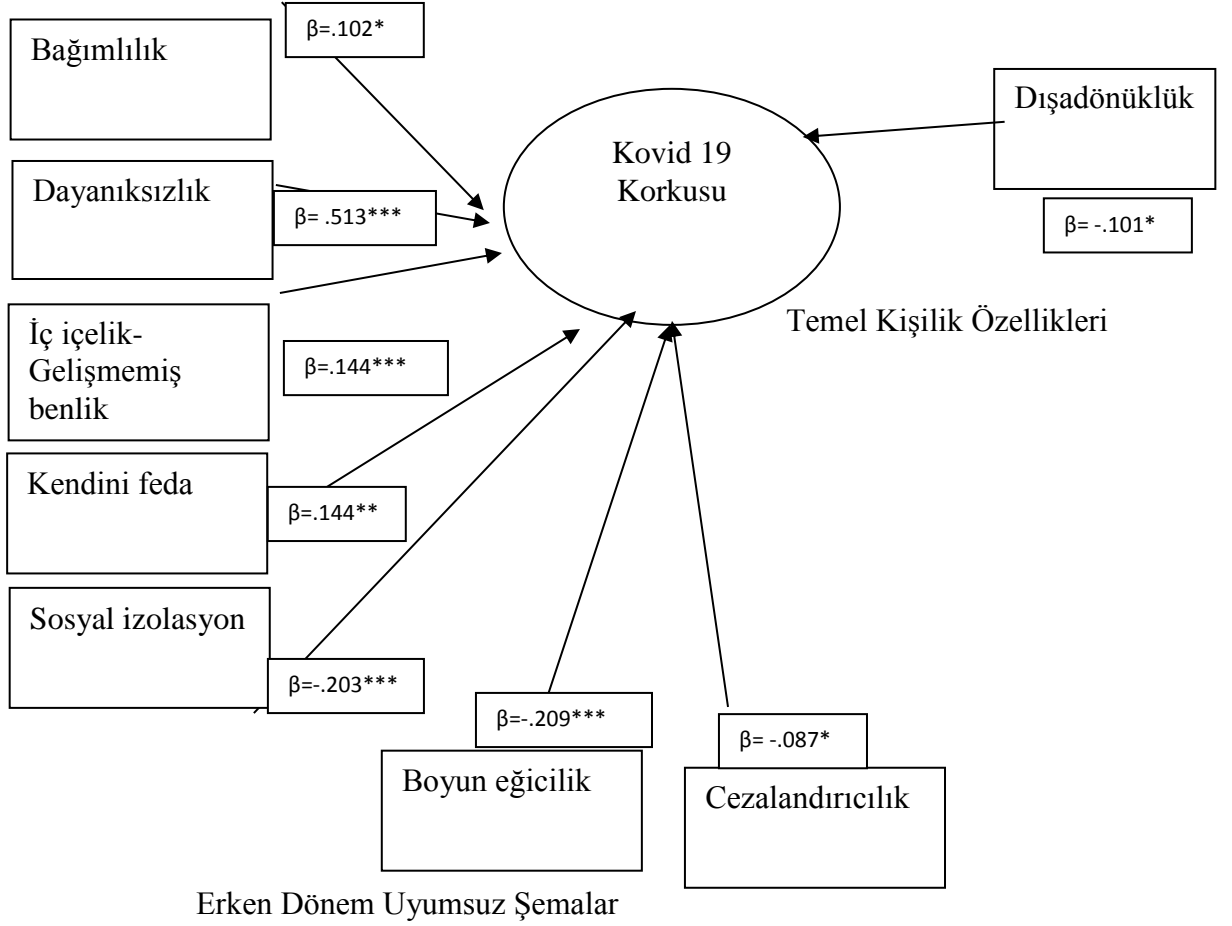 Bağımlılık
β=.102*
Dışadönüklük
β= -.101*
Kovid 19
Korkusu
Dayanıksızlık
β= .513***
Temel Kişilik Özellikleri
İç içelik-
Gelişmemiş
benlik
β=.144***
Kendini feda
β=.144**
Sosyal izolasyon
β=-.203***
β=-.209***
Boyun eğicilik
β= -.087*
Cezalandırıcılık
Erken Dönem Uyumsuz Şemalar